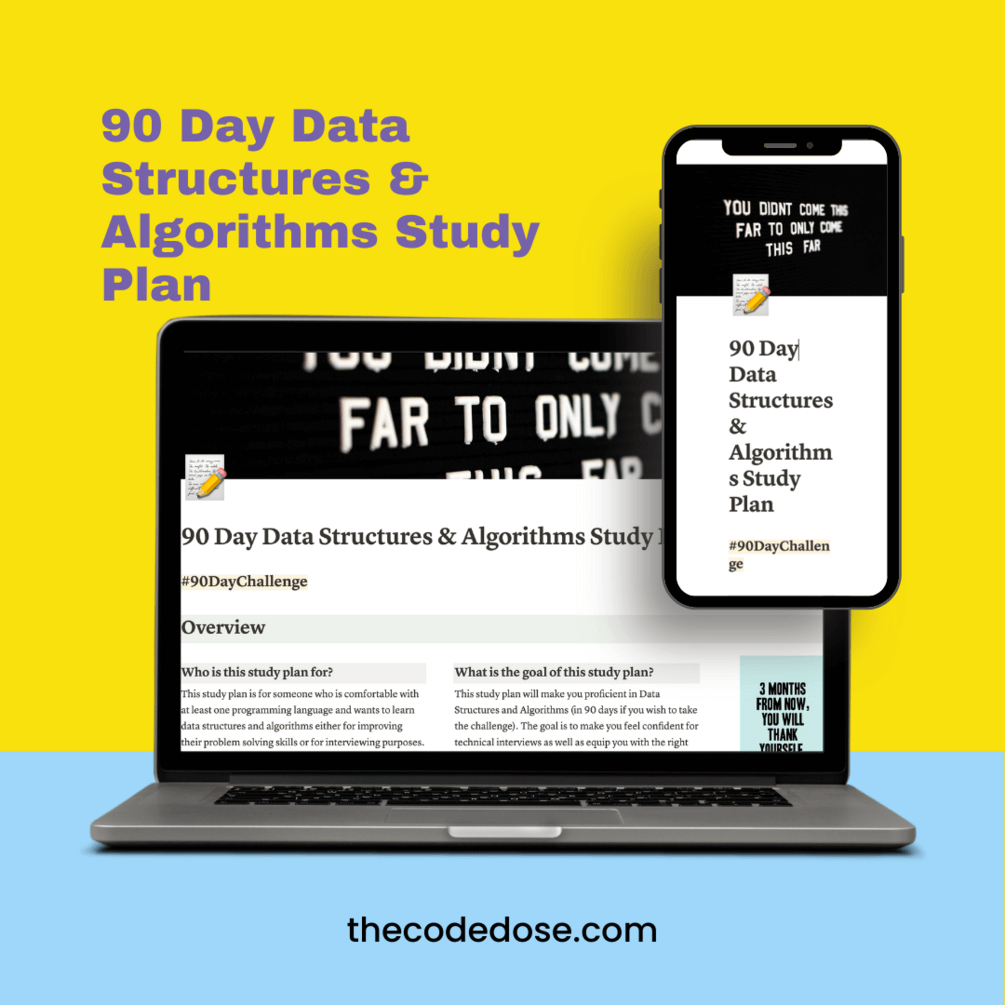 90 Day Data
Structures &
Algorithms Study
Plan
YOU DIDNT COME THIS
FAR TO ONLY COME
THIS FAR
90 Day
Data
Structures
&
Algorithm
s Study
Plan
#90DayChallen
ge
YOU DIDNT COME
FAR TO ONLY C
THIS FAR
90 Day Data Structures & Algorithms Study
#90DayChallenge
Overview
Who is this study plan for?
This study plan is for someone who is comfortable with
at least one programming language and wants to learn
data structures and algorithms either for improving
their problem solving skills or for interviewing purposes.
What is the goal of this study plan?
This study plan will make you proficient in Data
Structures and Algorithms (in 90 days if you wish to take
the challenge). The goal is to make you feel confident for
technical interviews as well as equip you with the right
3 MONTHS
FROM NOW,
YOU WILL
THANK
YOURSELF
thecodedose.com